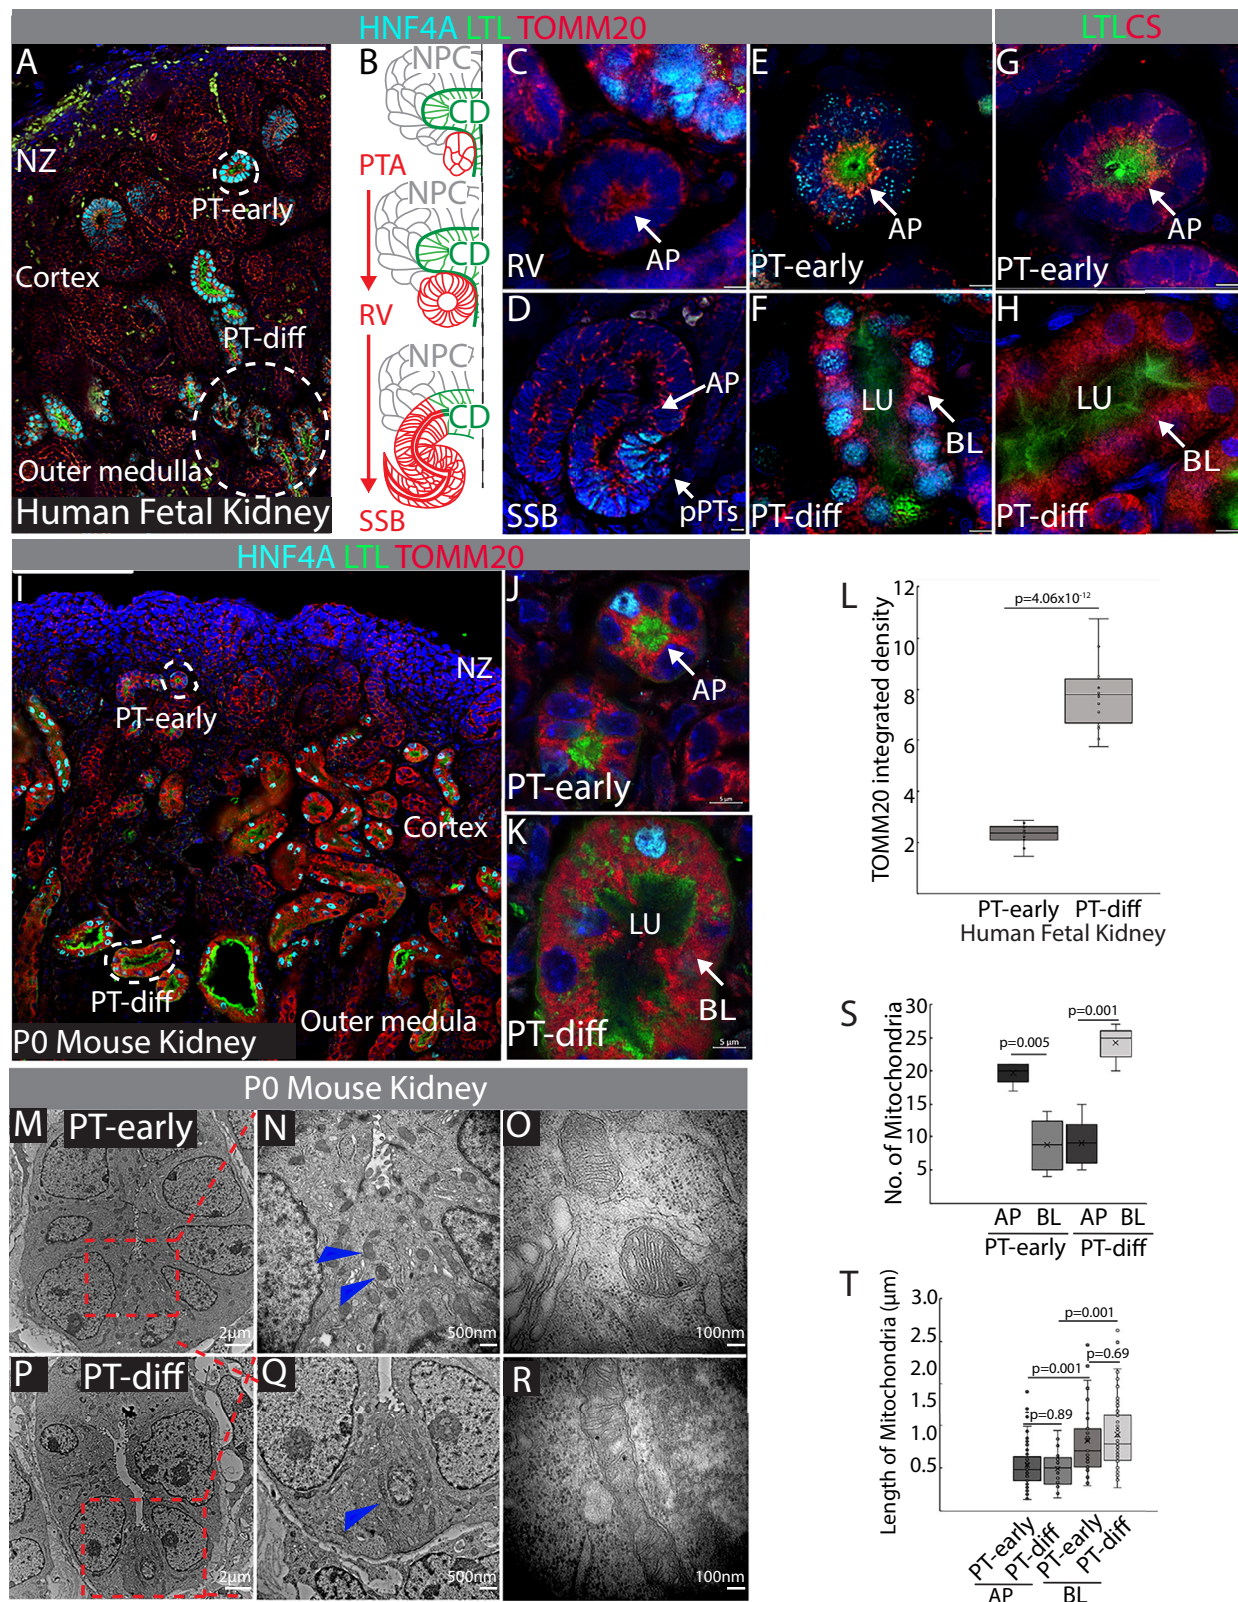 HNF4A LTL TOMM20
LTLCS
A
NZ
PT-early
Cortex
PT-diff
Outer medulla
Human Fetal Kidney
B
NPC
CD
PTA
NPC
CD
RV
NPC
CD
SSB
C
AP
RV
D
AP
pPTs
SSB
E
AP
PT-early
F
LU
BL
PT-diff
G
AP
PT-early
H
LU
BL
PT-diff
HNF4A LTL TOMM20
I
NZ
PT-early
Cortex
PT-diff
Outer medula
P0 Mouse Kidney
J
AP
PT-early
5 µm
K
LU
BL
PT-diff
5 µm
L
TOMM20 integrated density
12
10
8
6
4
2
p=4.06x10⁻¹²
PT-early PT-diff
Human Fetal Kidney
P0 Mouse Kidney
M PT-early
2µm
N
500nm
O
100nm
P PT-diff
2µm
Q
500nm
R
100nm
S
No. of Mitochondria
30
25
20
15
10
5
p=0.005
p=0.001
AP BL AP BL
PT-early PT-diff
T
Length of Mitochondria (µm)
3.0
2.5
2.0
1.0
1.0
0.5
p=0.001
p=0.69
p=0.001
p=0.89
PT-early PT-diff PT-early PT-diff
AP BL